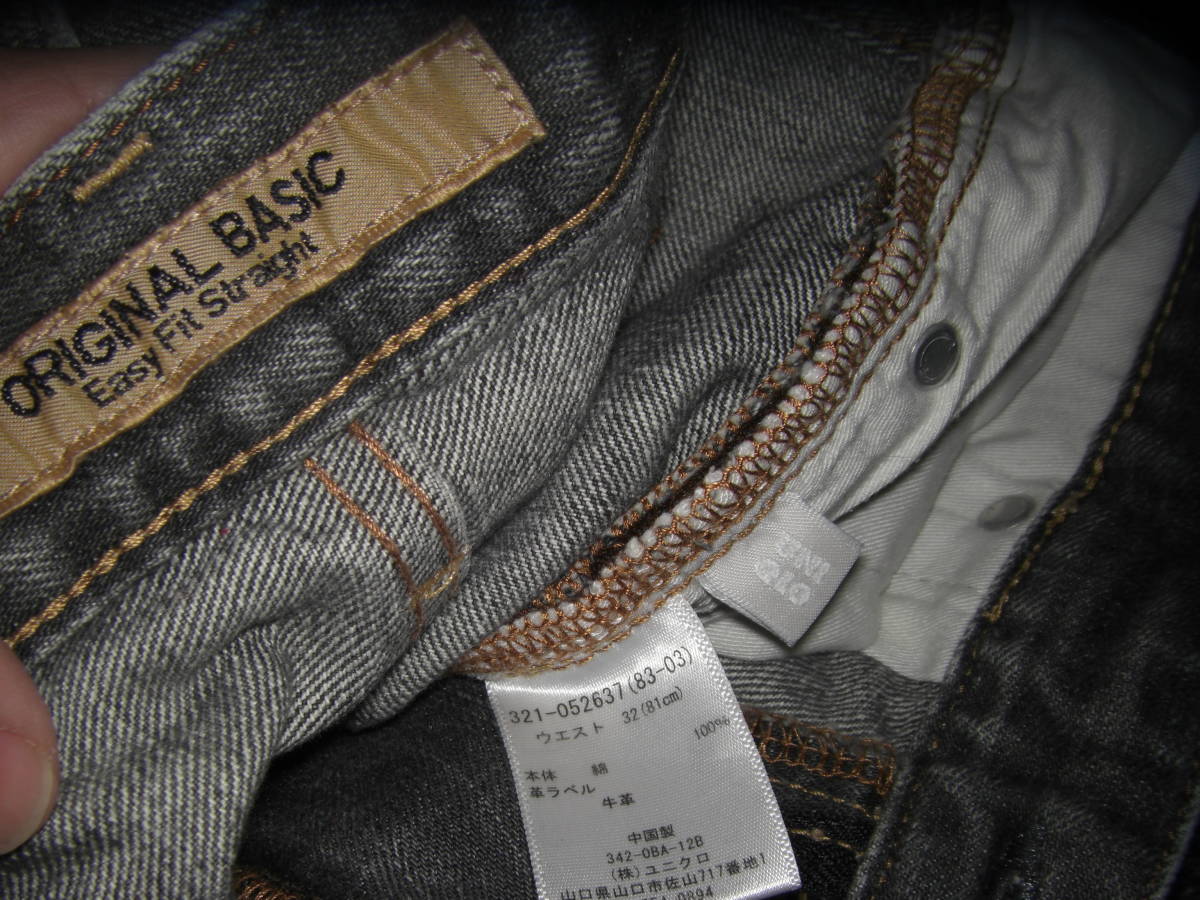 ORIGINAL BASIC
Easy Fit Straight
321-052637(83-03)
ウエスト 32(81cm)
100%
本体 綿
革ラベル
牛革
中国製
342-0BA-12B
(株)ユニクロ
山口県山口市佐山717番地1